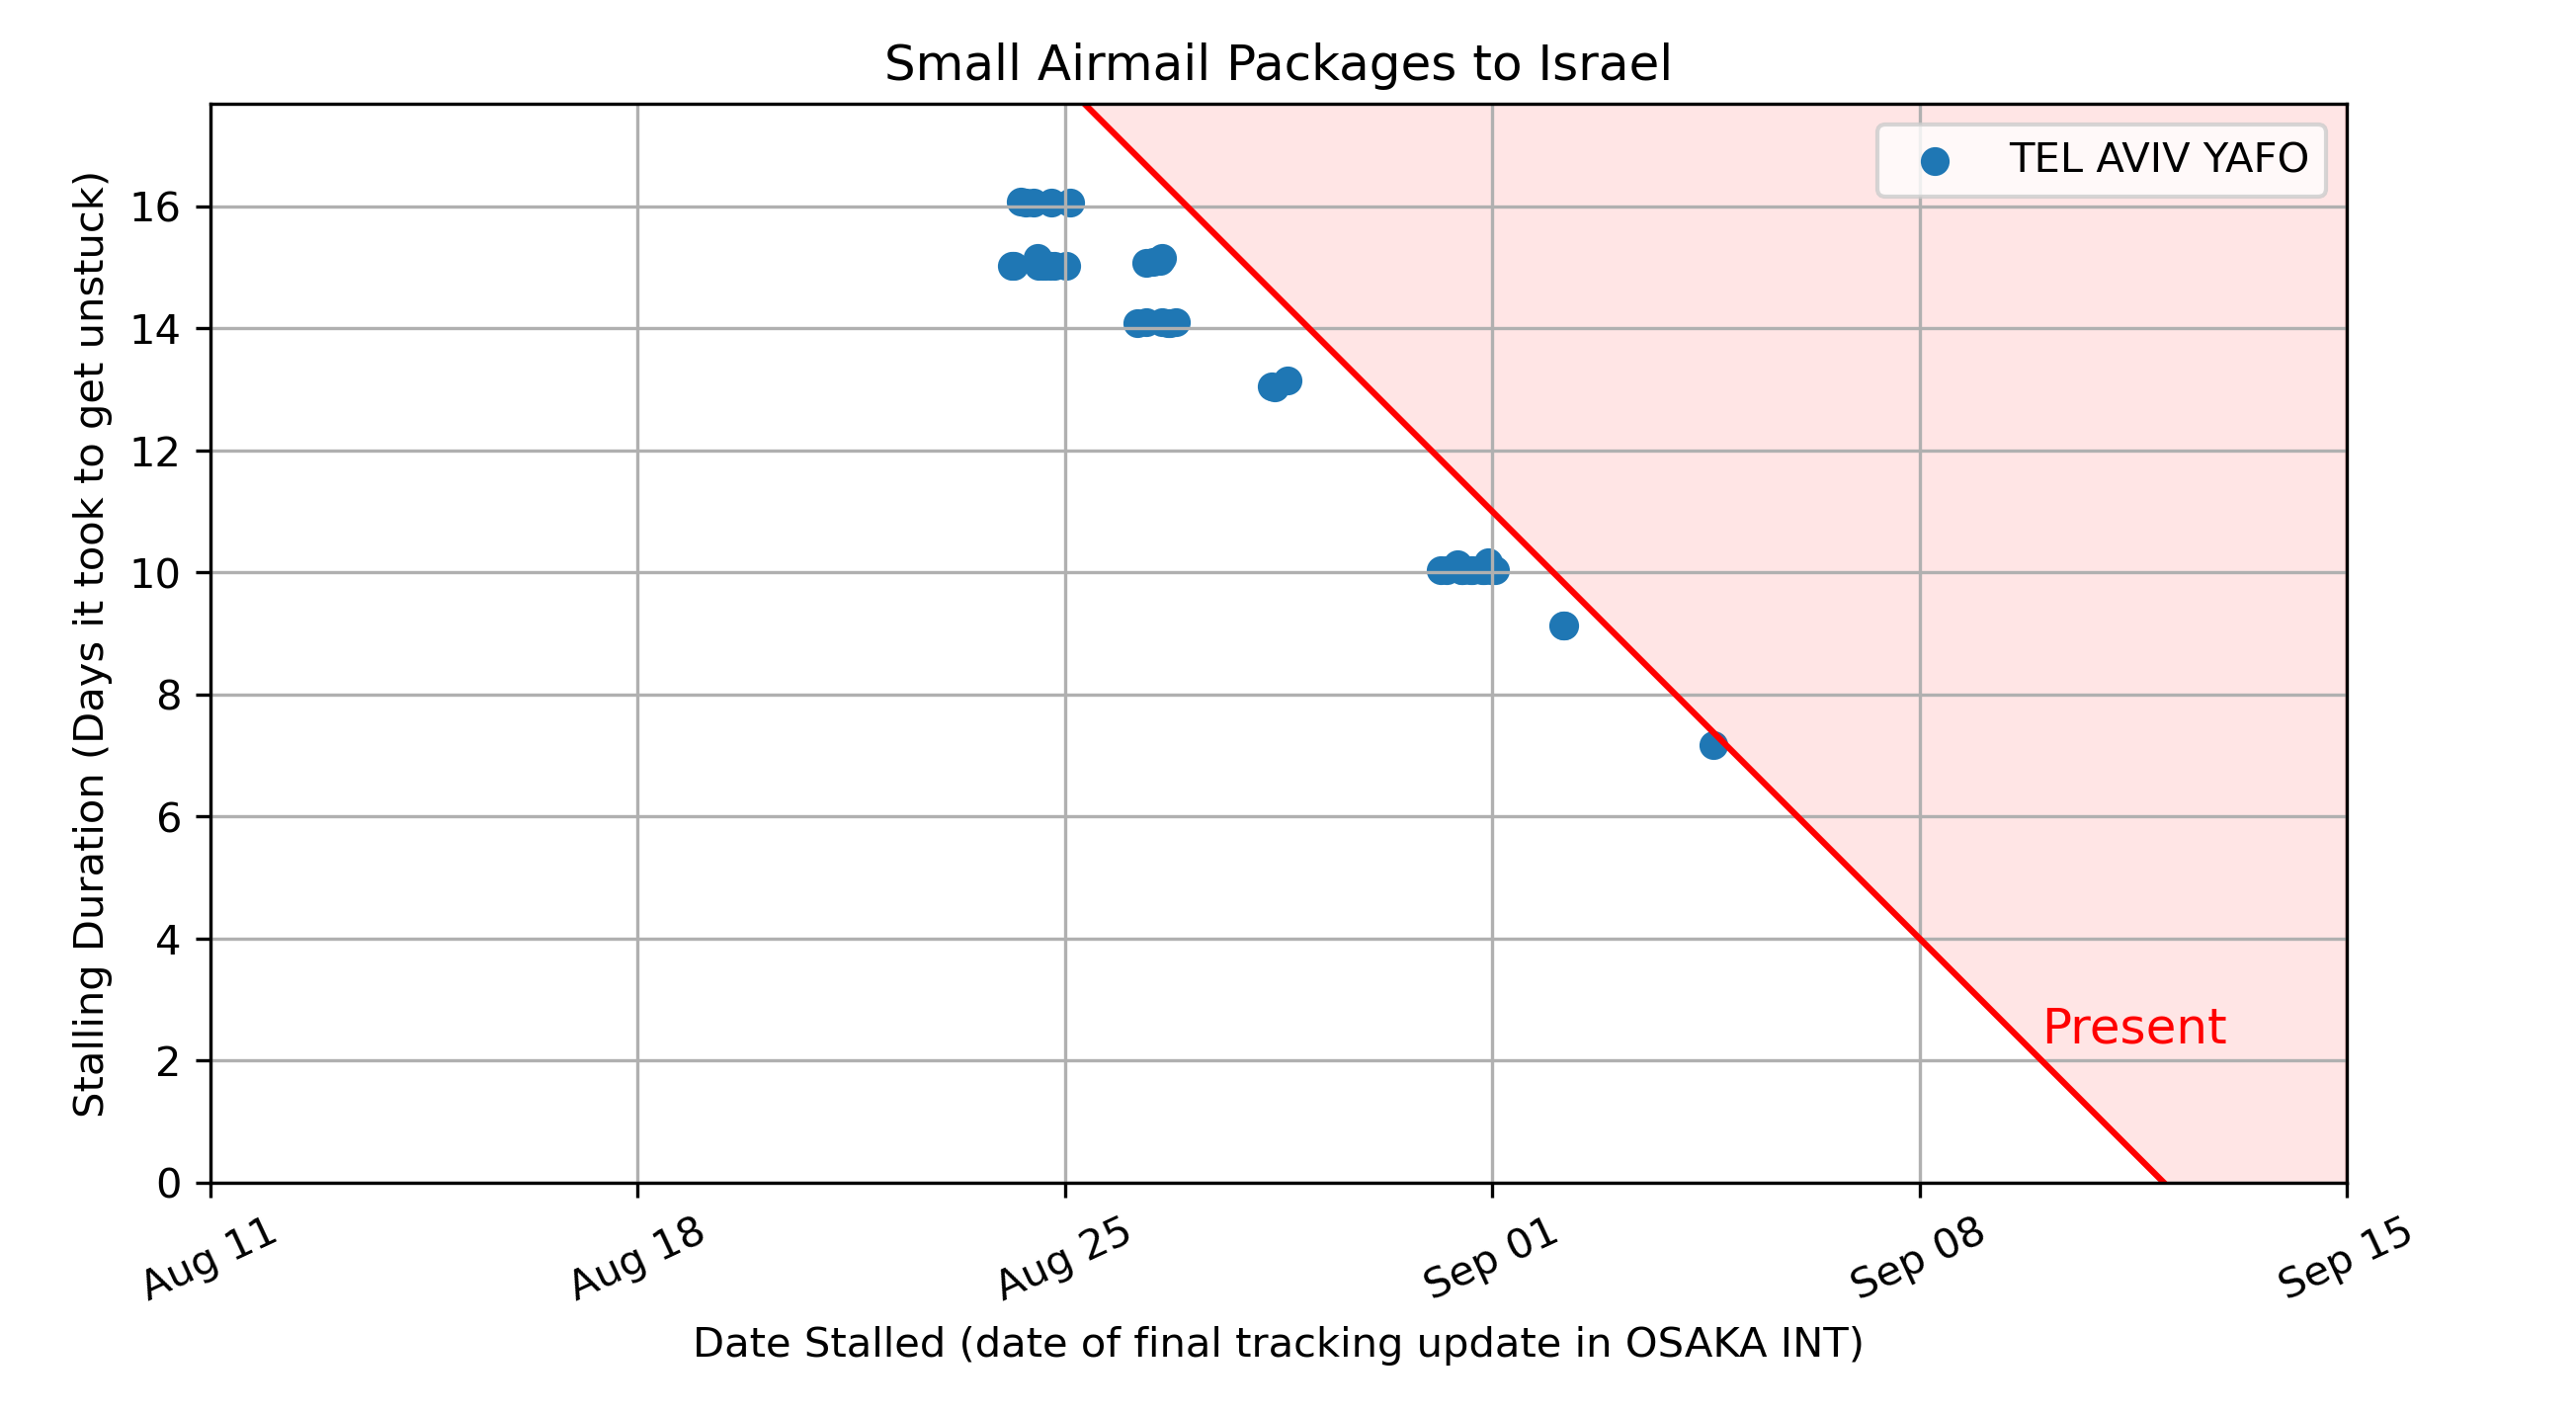 Small Airmail Packages to Israel
TEL AVIV YAFO
Stalling Duration (Days it took to get unstuck)
16
14
12
10
8
6
4
2
0
Present
Aug 11
Aug 18
Aug 25
Sep 01
Sep 08
Sep 15
Date Stalled (date of final tracking update in OSAKA INT)